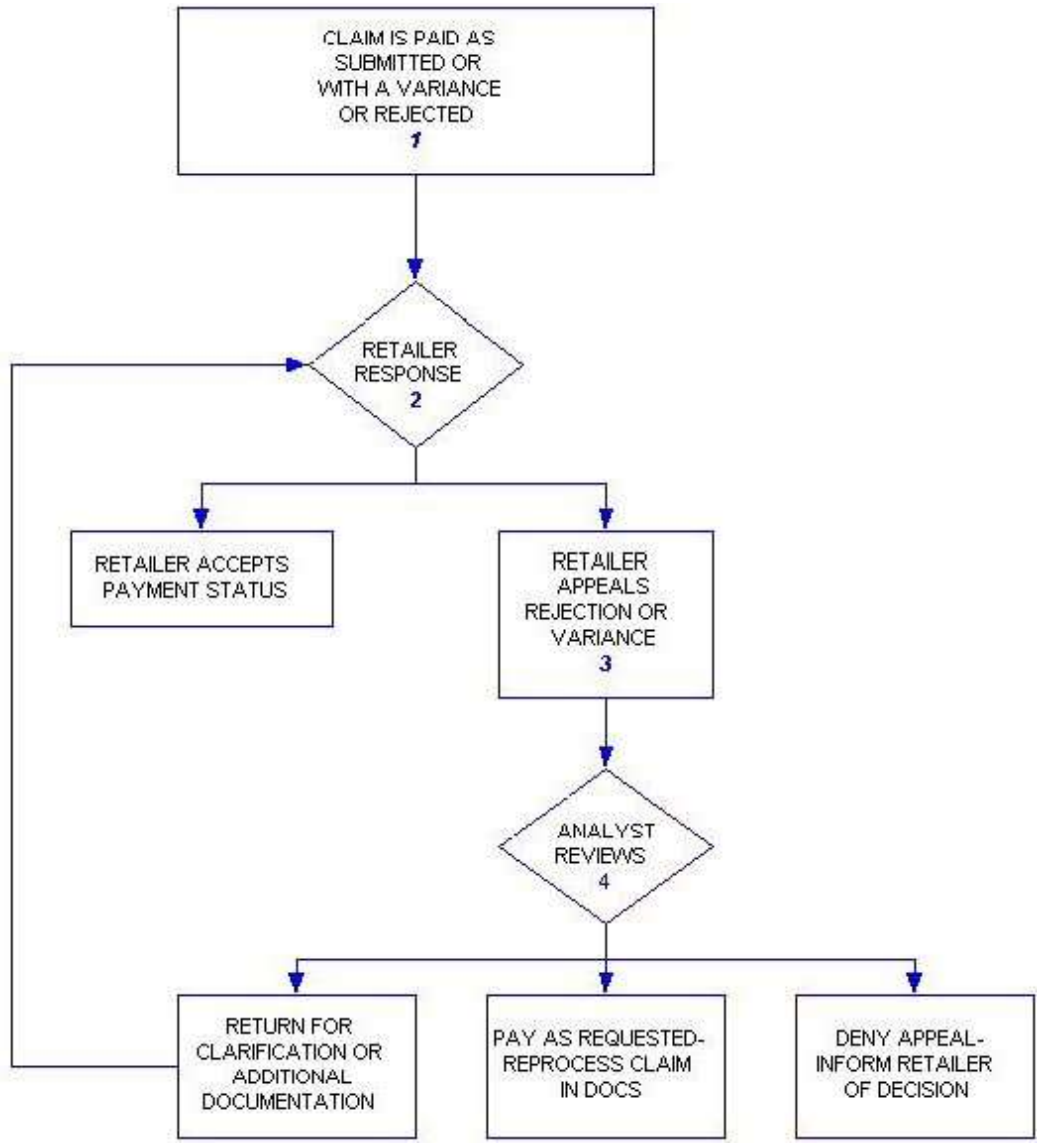 CLAIM IS PAID AS
SUBMITTED OR
WITH A VARIANCE
OR REJECTED
1
RETAILER
RESPONSE
2
RETAILER ACCEPTS
PAYMENT STATUS
RETAILER
APPEALS
REJECTION OR
VARIANCE
3
ANALYST
REVIEWS
4
RETURN FOR
CLARIFICATION OR
ADDITIONAL
DOCUMENTATION
PAY AS REQUESTED-
REPROCESS CLAIM
IN DOCS
DENY APPEAL-
INFORM RETAILER
OF DECISION